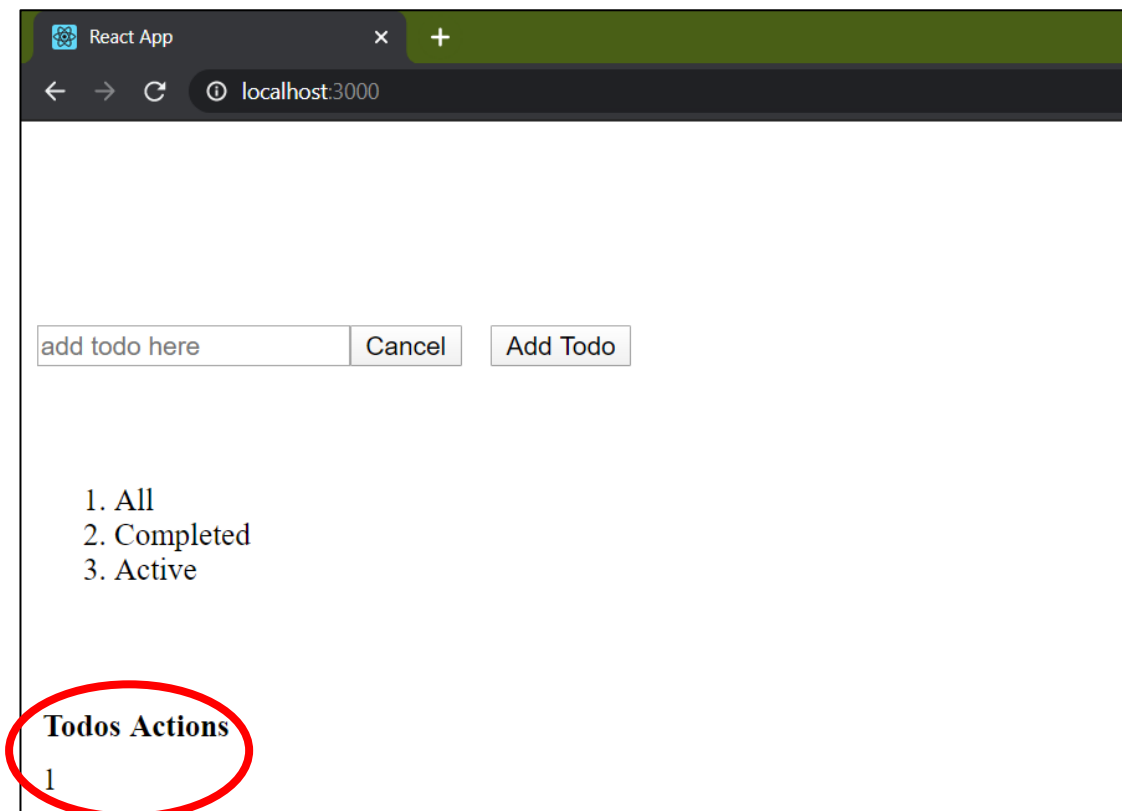 React App
localhost:3000
add todo here Cancel Add Todo
1. All
2. Completed
3. Active
Todos Actions
1